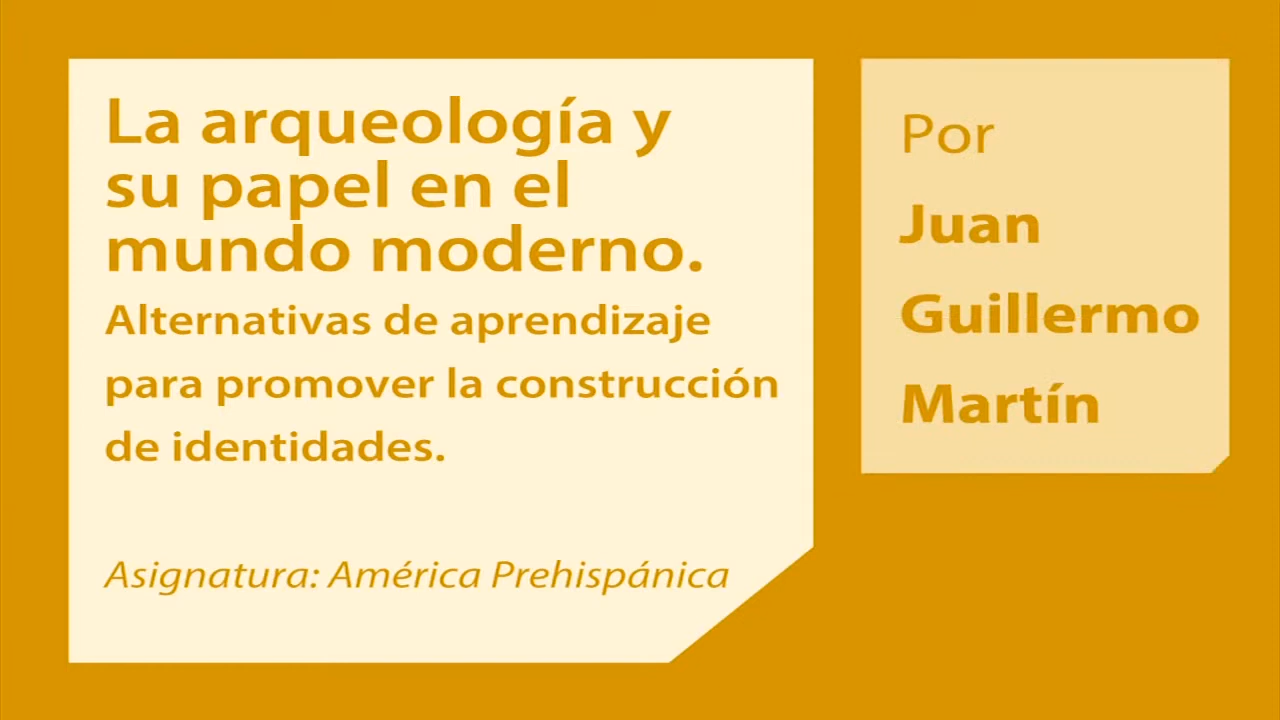 La arqueología y
su papel en el
mundo moderno.
Alternativas de aprendizaje
para promover la construcción
de identidades.
Asignatura: América Prehispánica
Por
Juan
Guillermo
Martín